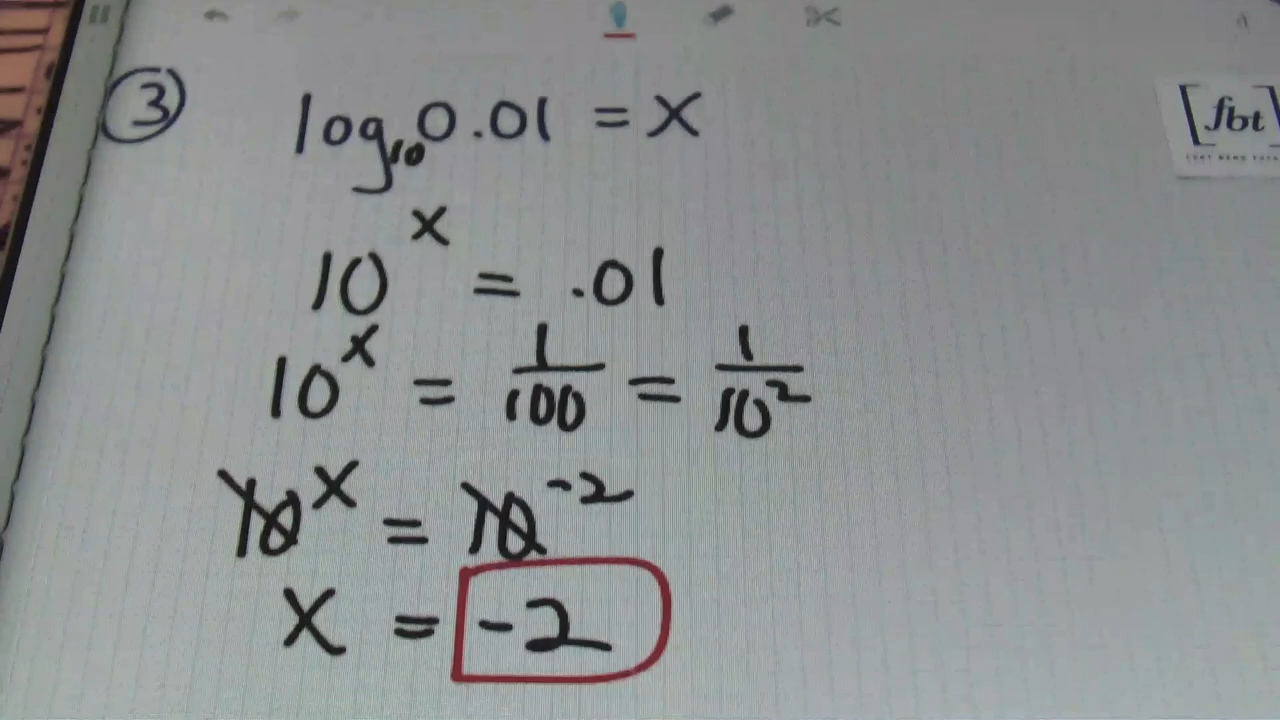 ③ log₁₀0.01 = x
10ˣ = .01
10ˣ = 1/100 = 1/10²
10ˣ = 10⁻²
x = -2
[fbt]